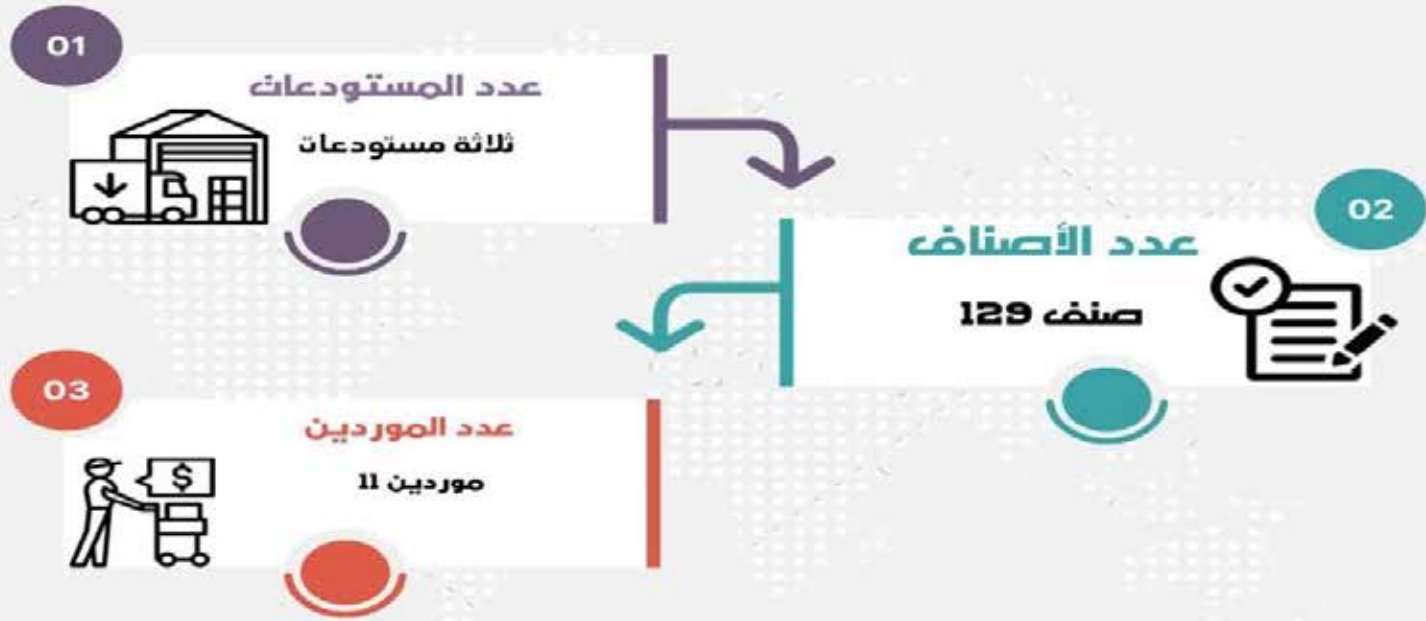 01
عدد المستودعات
ثلاثة مستودعات
02
عدد الأصناف
صنف 129
03
عدد الموردين
موردين 11
$